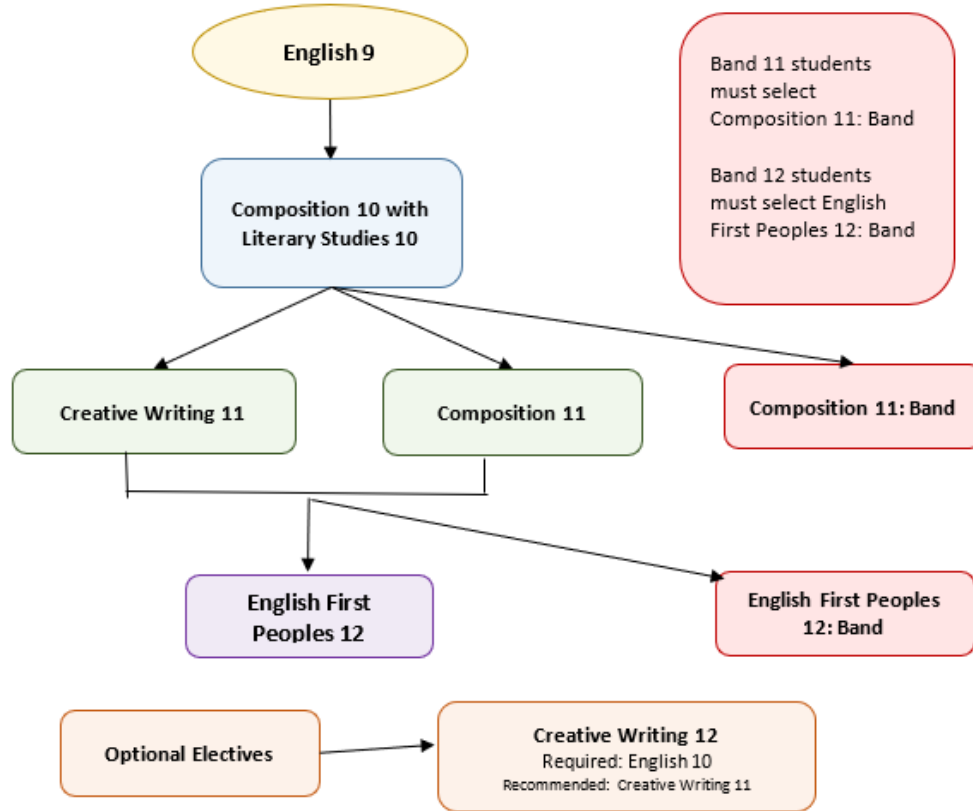 English 9
Band 11 students
must select
Composition 11: Band
Band 12 students
must select English
First Peoples 12: Band
Composition 10 with
Literary Studies 10
Creative Writing 11
Composition 11
Composition 11: Band
English First
Peoples 12
English First Peoples
12: Band
Optional Electives
Creative Writing 12
Required: English 10
Recommended: Creative Writing 11